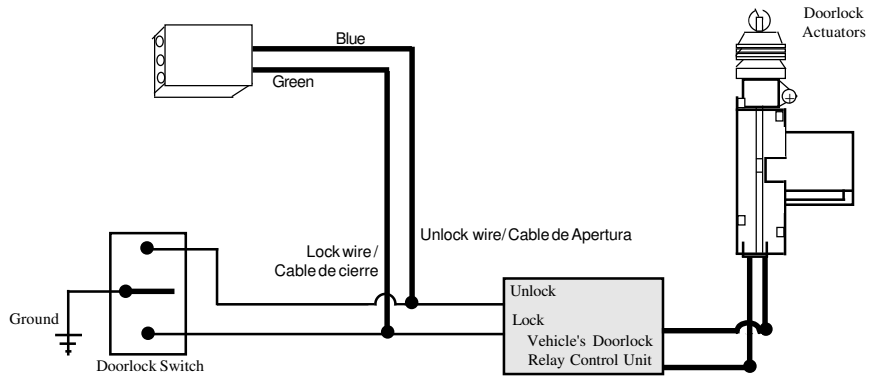 Doorlock
Actuators
Blue
Green
Unlock wire/ Cable de Apertura
Lock wire /
Cable de cierre
Unlock
Lock
Vehicle's Doorlock
Relay Control Unit
Ground
Doorlock Switch